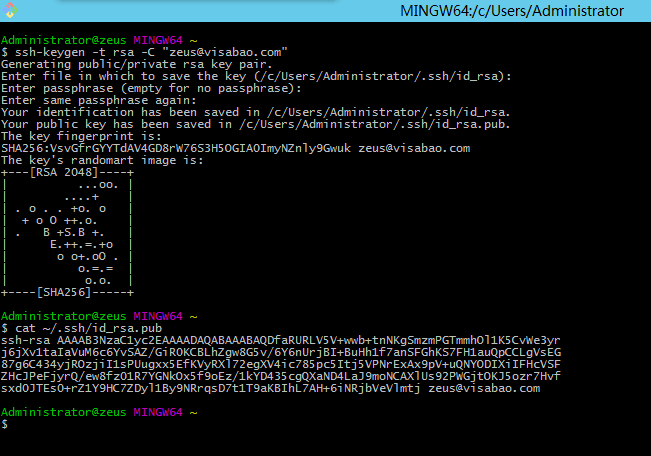 MINGW64:/c/Users/Administrator
Administrator@zeus MINGW64 ~
$ ssh-keygen -t rsa -C "zeus@visabao.com"
Generating public/private rsa key pair.
Enter file in which to save the key (/c/Users/Administrator/.ssh/id_rsa):
Enter passphrase (empty for no passphrase):
Enter same passphrase again:
Your identification has been saved in /c/Users/Administrator/.ssh/id_rsa.
Your public key has been saved in /c/Users/Administrator/.ssh/id_rsa.pub.
The key fingerprint is:
SHA256:VsvGfrGYYTdAV4GD8rW76S3H5OGIAOImyNZnly9Gwuk zeus@visabao.com
The key's randomart image is:
+---[RSA 2048]----+
|          ...oo. |
|        ....+    |
| . o . . +o. o   |
|  + o O ++.o.    |
| .    B +S.B +.   |
|      E.++.=.+o  |
|       o o+.oO . |
|          o.=.=  |
|           o.o.  |
+----[SHA256]-----+
Administrator@zeus MINGW64 ~
$ cat ~/.ssh/id_rsa.pub
ssh-rsa AAAAB3NzaC1yc2EAAAADAQABAAABAQDfaRURLV5V+wwb+tnNKgSmzmPGTmmhOl1K5CvWe3yr
j6jXv1taIaVuM6c6YvSAZ/GiROKCBLhZgw8G5v/6Y6nUrjBI+BuHh1f7anSFGhKS7FH1auQpCCLgVsEG
87g6C434yjROzjiI1sPUugxx5EfKVyRXl72egXV4ic785pc5Itj5VPNrExAx9pV+uQNYODIXiIFHcVSF
ZHcJPeFjyrQ/ew8fzO1R7YGNkOx5f9oEz/1kYD435cgQXaND4LaJ9moNCAXlUs92PWGjtOKJ5ozr7Hvf
sxdOJTEsO+rZ1Y9HC7ZDyl1By9NRrqsD7t1T9aKBIhL7AH+6iNRjbVeVlmtj zeus@visabao.com
Administrator@zeus MINGW64 ~
$